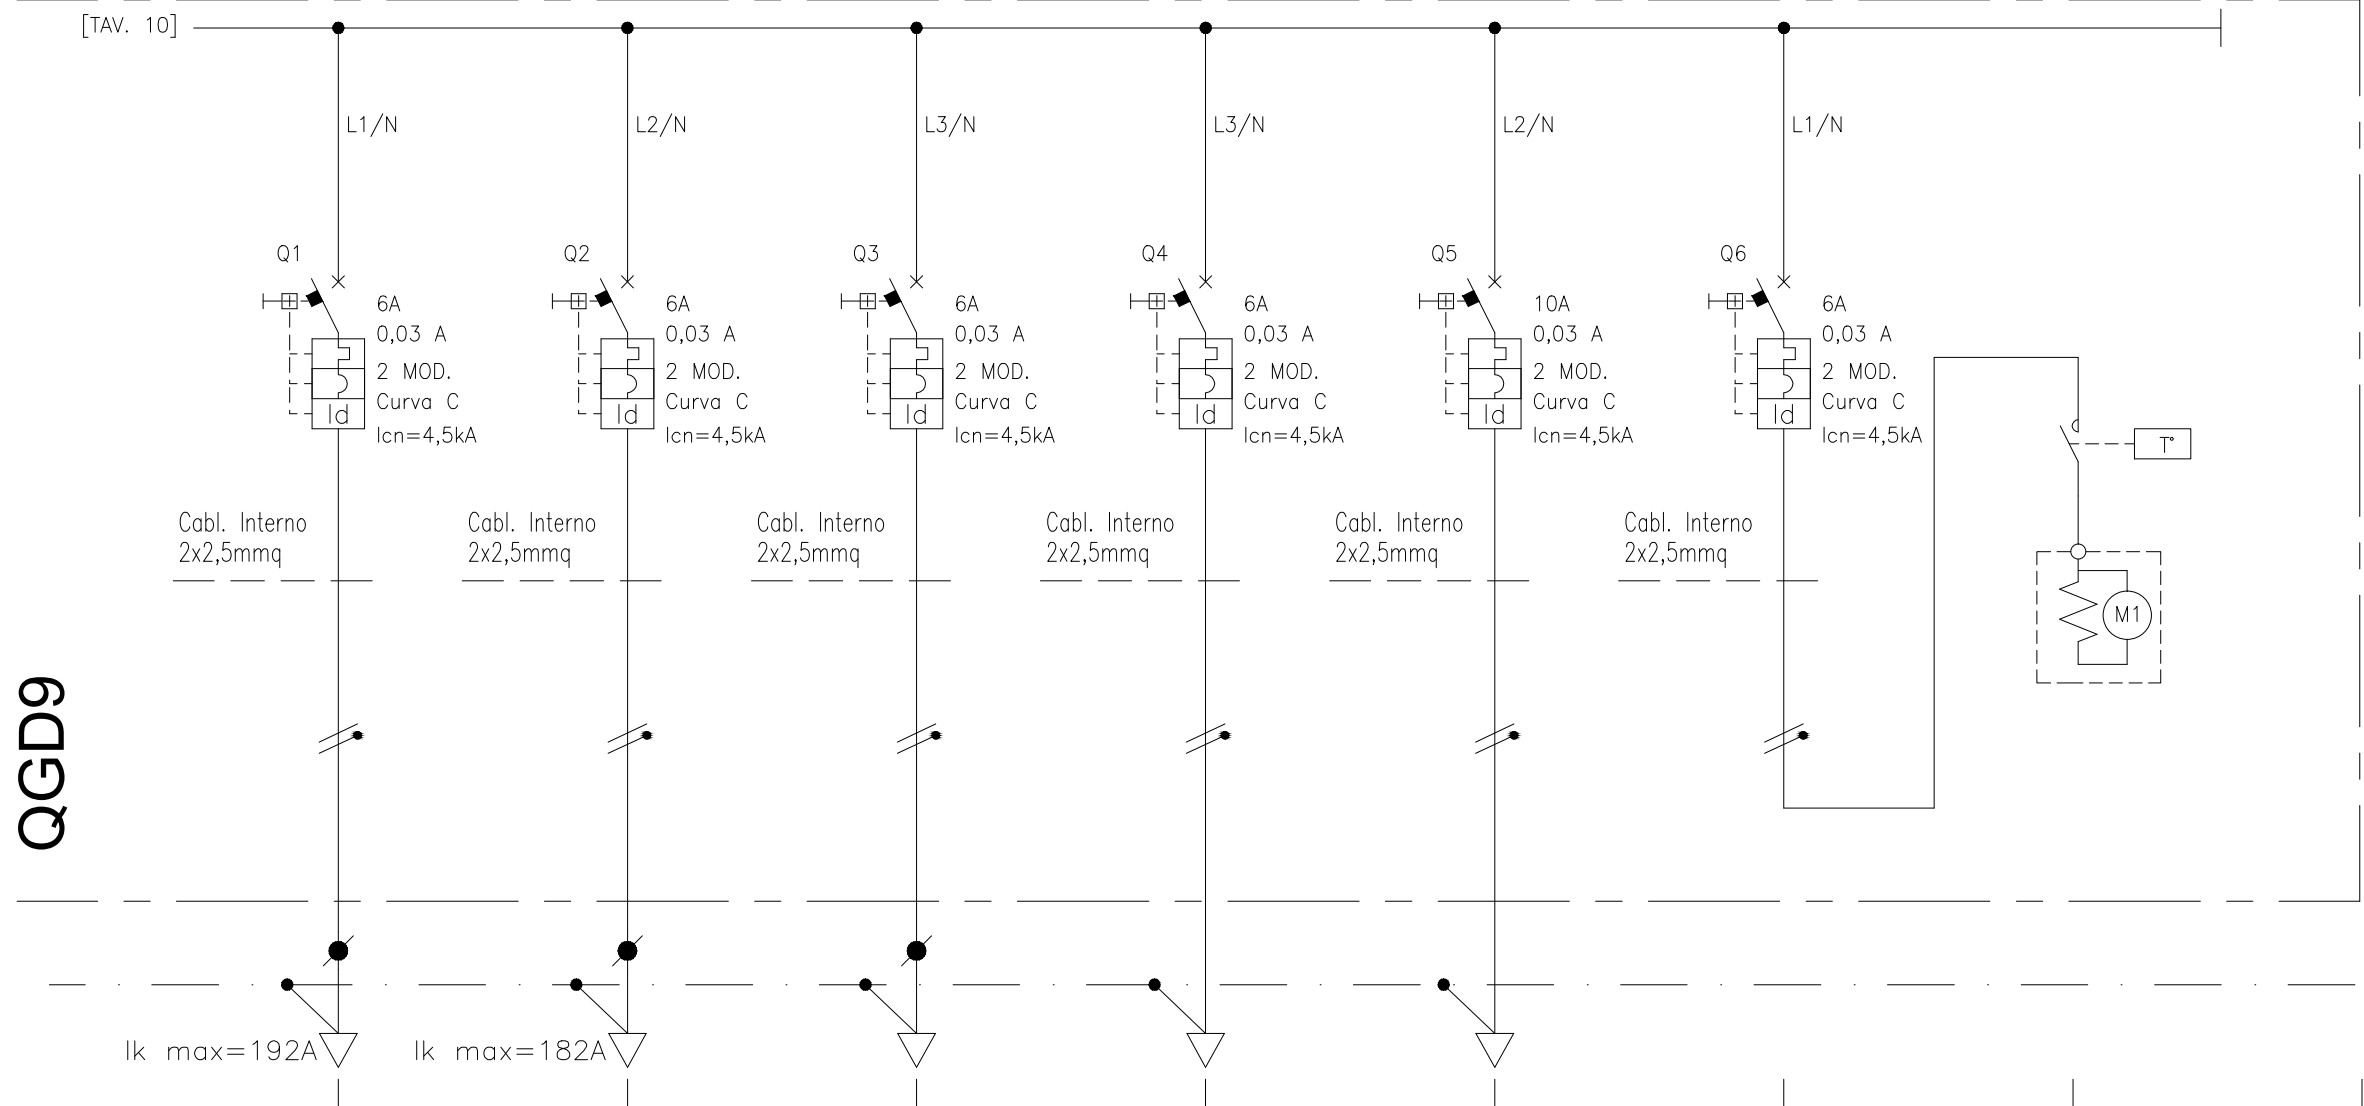 [TAV. 10]
L1/N
L2/N
L3/N
L3/N
L2/N
L1/N
Q1
6A
0,03 A
2 MOD.
Curva C
Icn=4,5kA
Id
Q2
6A
0,03 A
2 MOD.
Curva C
Icn=4,5kA
Id
Q3
6A
0,03 A
2 MOD.
Curva C
Icn=4,5kA
Id
Q4
6A
0,03 A
2 MOD.
Curva C
Icn=4,5kA
Id
Q5
10A
0,03 A
2 MOD.
Curva C
Icn=4,5kA
Id
Q6
6A
0,03 A
2 MOD.
Curva C
Icn=4,5kA
Id
T°
Cabl. Interno
2x2,5mmq
Cabl. Interno
2x2,5mmq
Cabl. Interno
2x2,5mmq
Cabl. Interno
2x2,5mmq
Cabl. Interno
2x2,5mmq
Cabl. Interno
2x2,5mmq
M1
QGD9
Ik max=192A
Ik max=182A